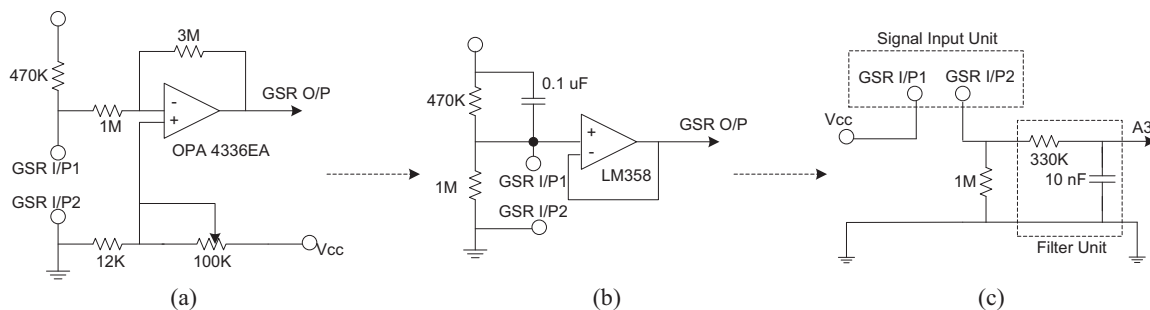 3M
470K
1M
-
+
GSR O/P
OPA 4336EA
GSR I/P1
GSR I/P2
12K
100K
Vcc
(a)
0.1 uF
470K
+
-
GSR O/P
LM358
GSR I/P1
1M
GSR I/P2
(b)
Signal Input Unit
GSR I/P1
GSR I/P2
Vcc
A3
330K
1M
10 nF
Filter Unit
(c)